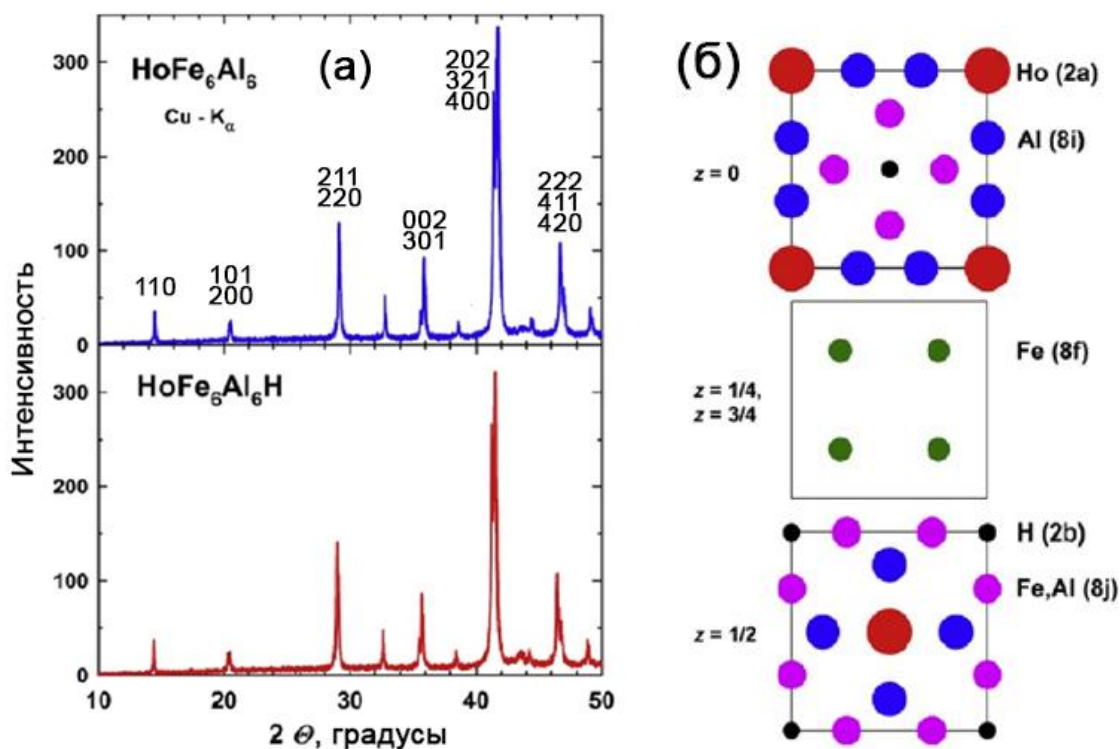 (а)
HoFe₆Al₆
Cu - Kα
300
200
100
0
110
101
200
211
220
002
301
202
321
400
222
411
420
HoFe₆Al₆H
300
200
100
0
10 20 30 40 50
2 Θ, градусы
Интенсивность
(б)
Ho (2a)
Al (8i)
z = 0
Fe (8f)
z = 1/4,
z = 3/4
H (2b)
Fe,Al (8j)
z = 1/2